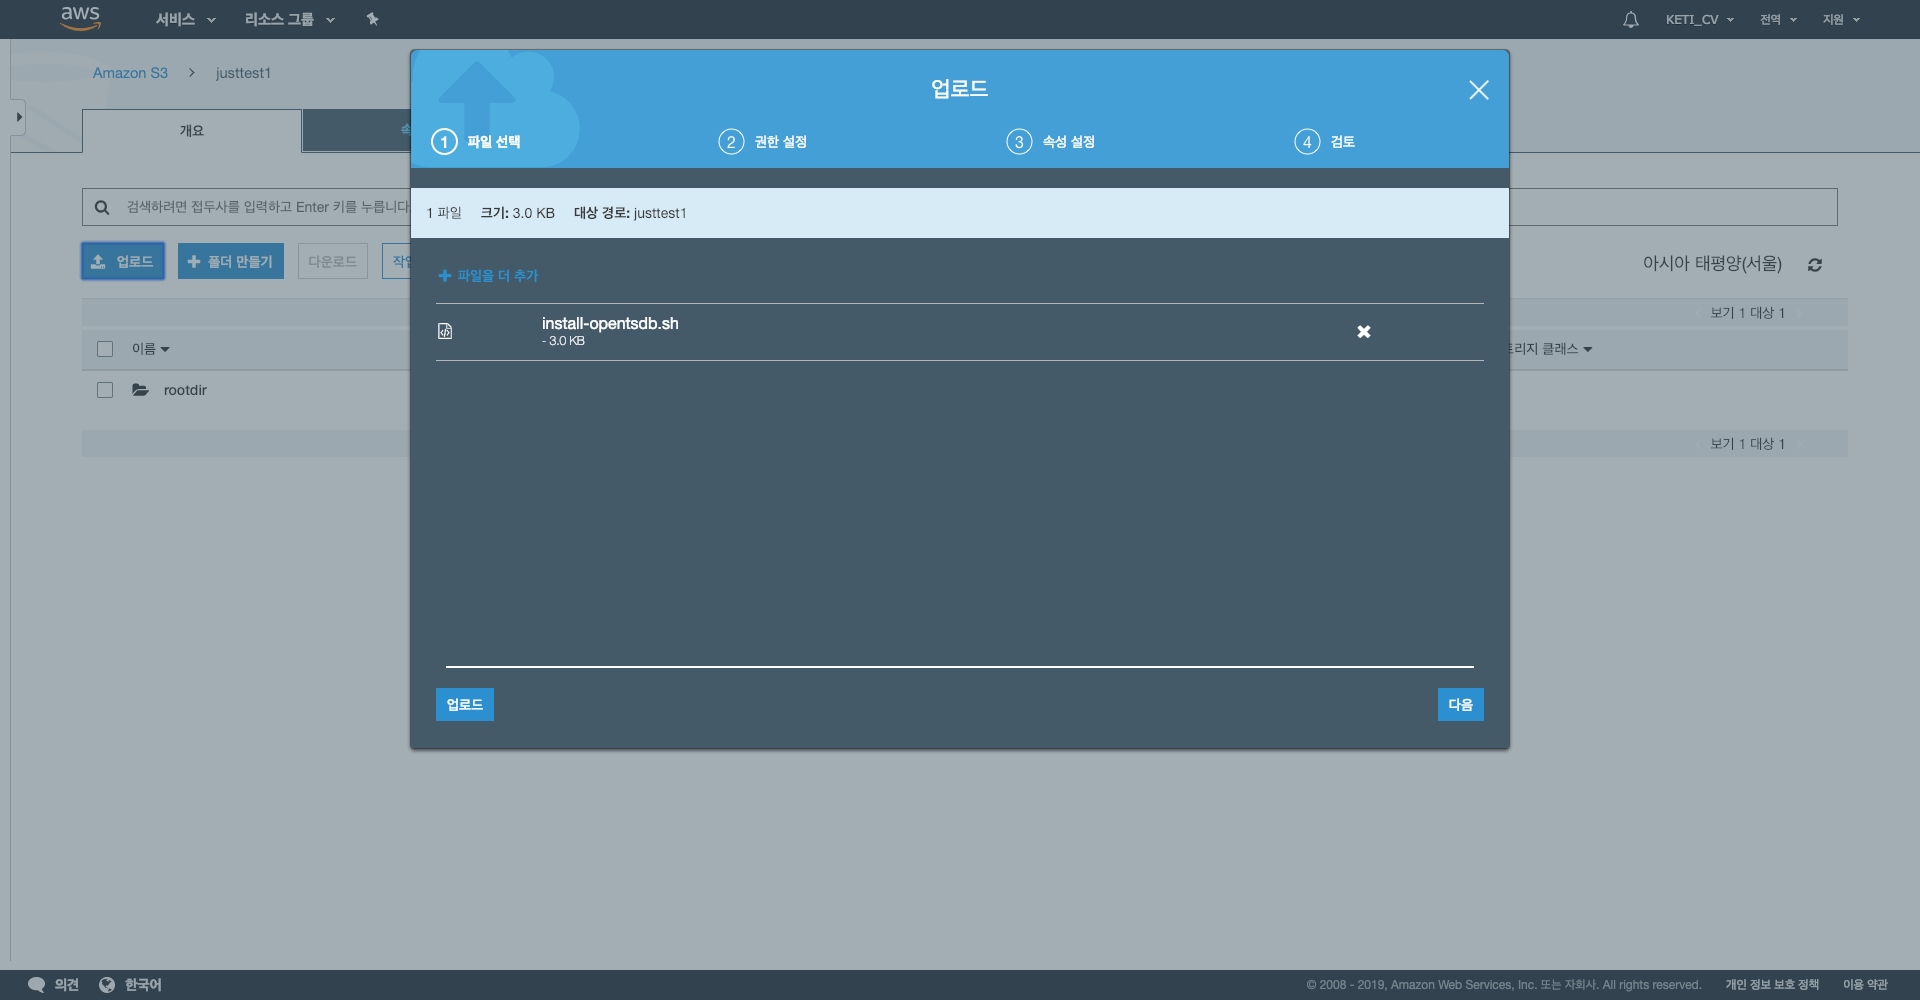 aws 서비스 리소스 그룹 KETI_CV 전역 지원
Amazon S3 > justtest1
개요
업로드
1 파일 선택 2 권한 설정 3 속성 설정 4 검토
검색하려면 접두사를 입력하고 Enter 키를 누릅니다.
1 파일 크기: 3.0 KB 대상 경로: justtest1
업로드 폴더 만들기 다운로드
아시아 태평양(서울)
파일을 더 추가
보기 1 대상 1
install-opentsdb.sh
- 3.0 KB
이름
클래스
rootdir
보기 1 대상 1
업로드 다음
의견 한국어
© 2008 - 2019, Amazon Web Services, Inc. 또는 자회사. All rights reserved. 개인 정보 보호 정책 이용 약관